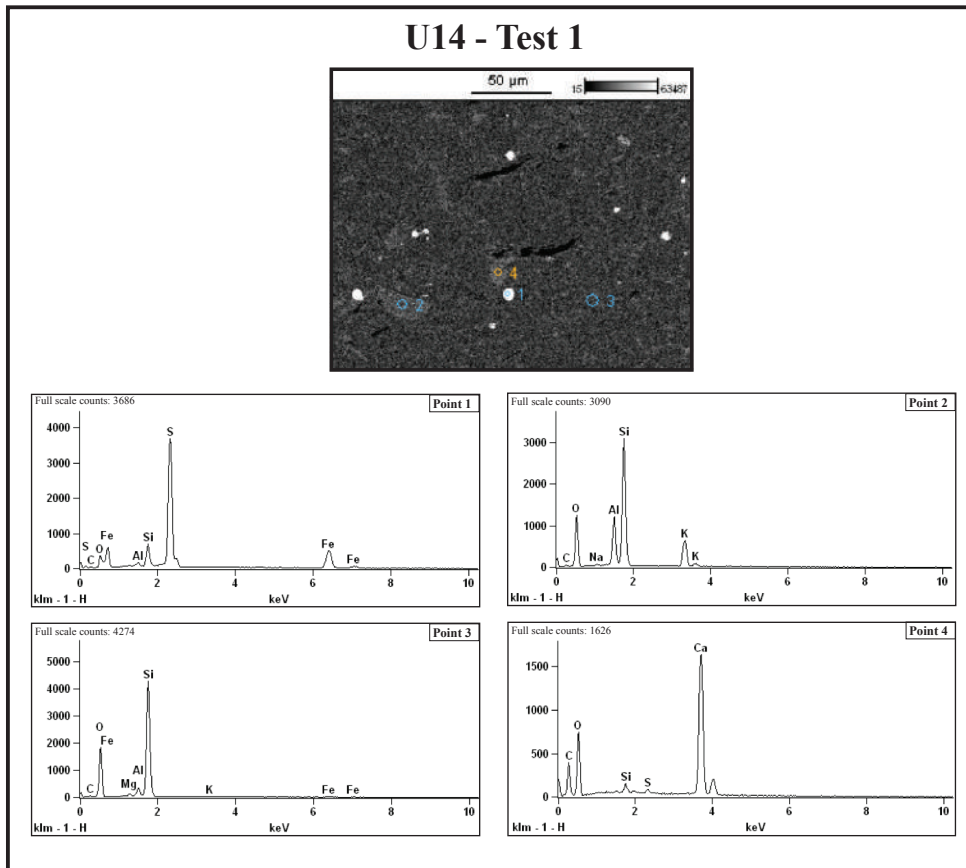 U14 - Test 1
50 µm
15
63487
4
1
2
3
Full scale counts: 3686
Point 1
4000
3000
2000
1000
0
S
C
O
Fe
Al
Si
S
Fe
Fe
0
2
4
6
8
10
klm - 1 - H
keV
Full scale counts: 3090
Point 2
3000
2000
1000
0
C
O
Na
Al
Si
K
K
0
2
4
6
8
10
klm - 1 - H
keV
Full scale counts: 4274
Point 3
5000
4000
3000
2000
1000
0
C
O
Fe
Mg
Al
Si
K
Fe
Fe
0
2
4
6
8
10
klm - 1 - H
keV
Full scale counts: 1626
Point 4
1500
1000
500
0
C
O
Si
S
Ca
0
2
4
6
8
10
klm - 1 - H
keV